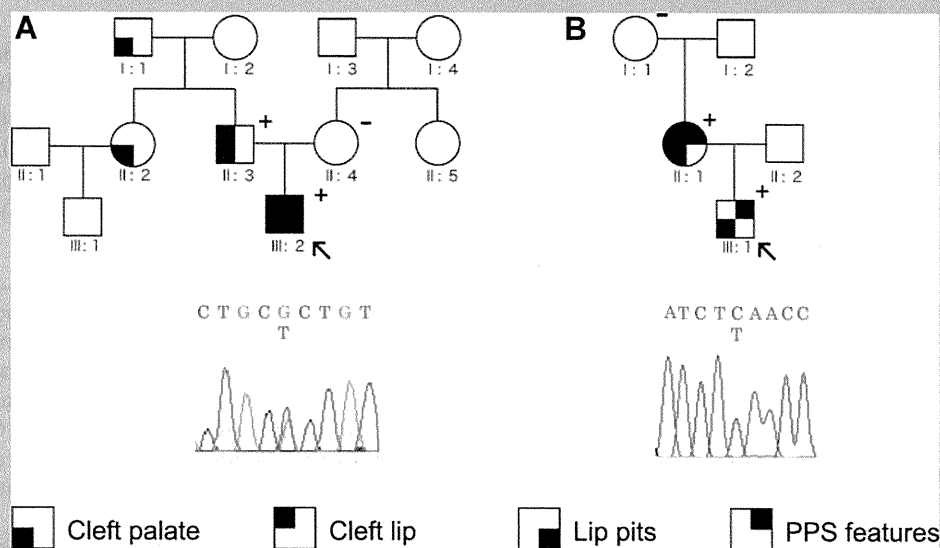 A
B
I : 1
I : 2
I : 3
I : 4
I : 1
I : 2
+
-
+
II: 1
II: 2
II: 3
II: 4
II: 5
II : 1
II : 2
+
+
III: 1
III: 2
III: 1
-
C T G C G C T G T
T
A T C T C A A C C
T
Cleft palate
Cleft lip
Lip pits
PPS features